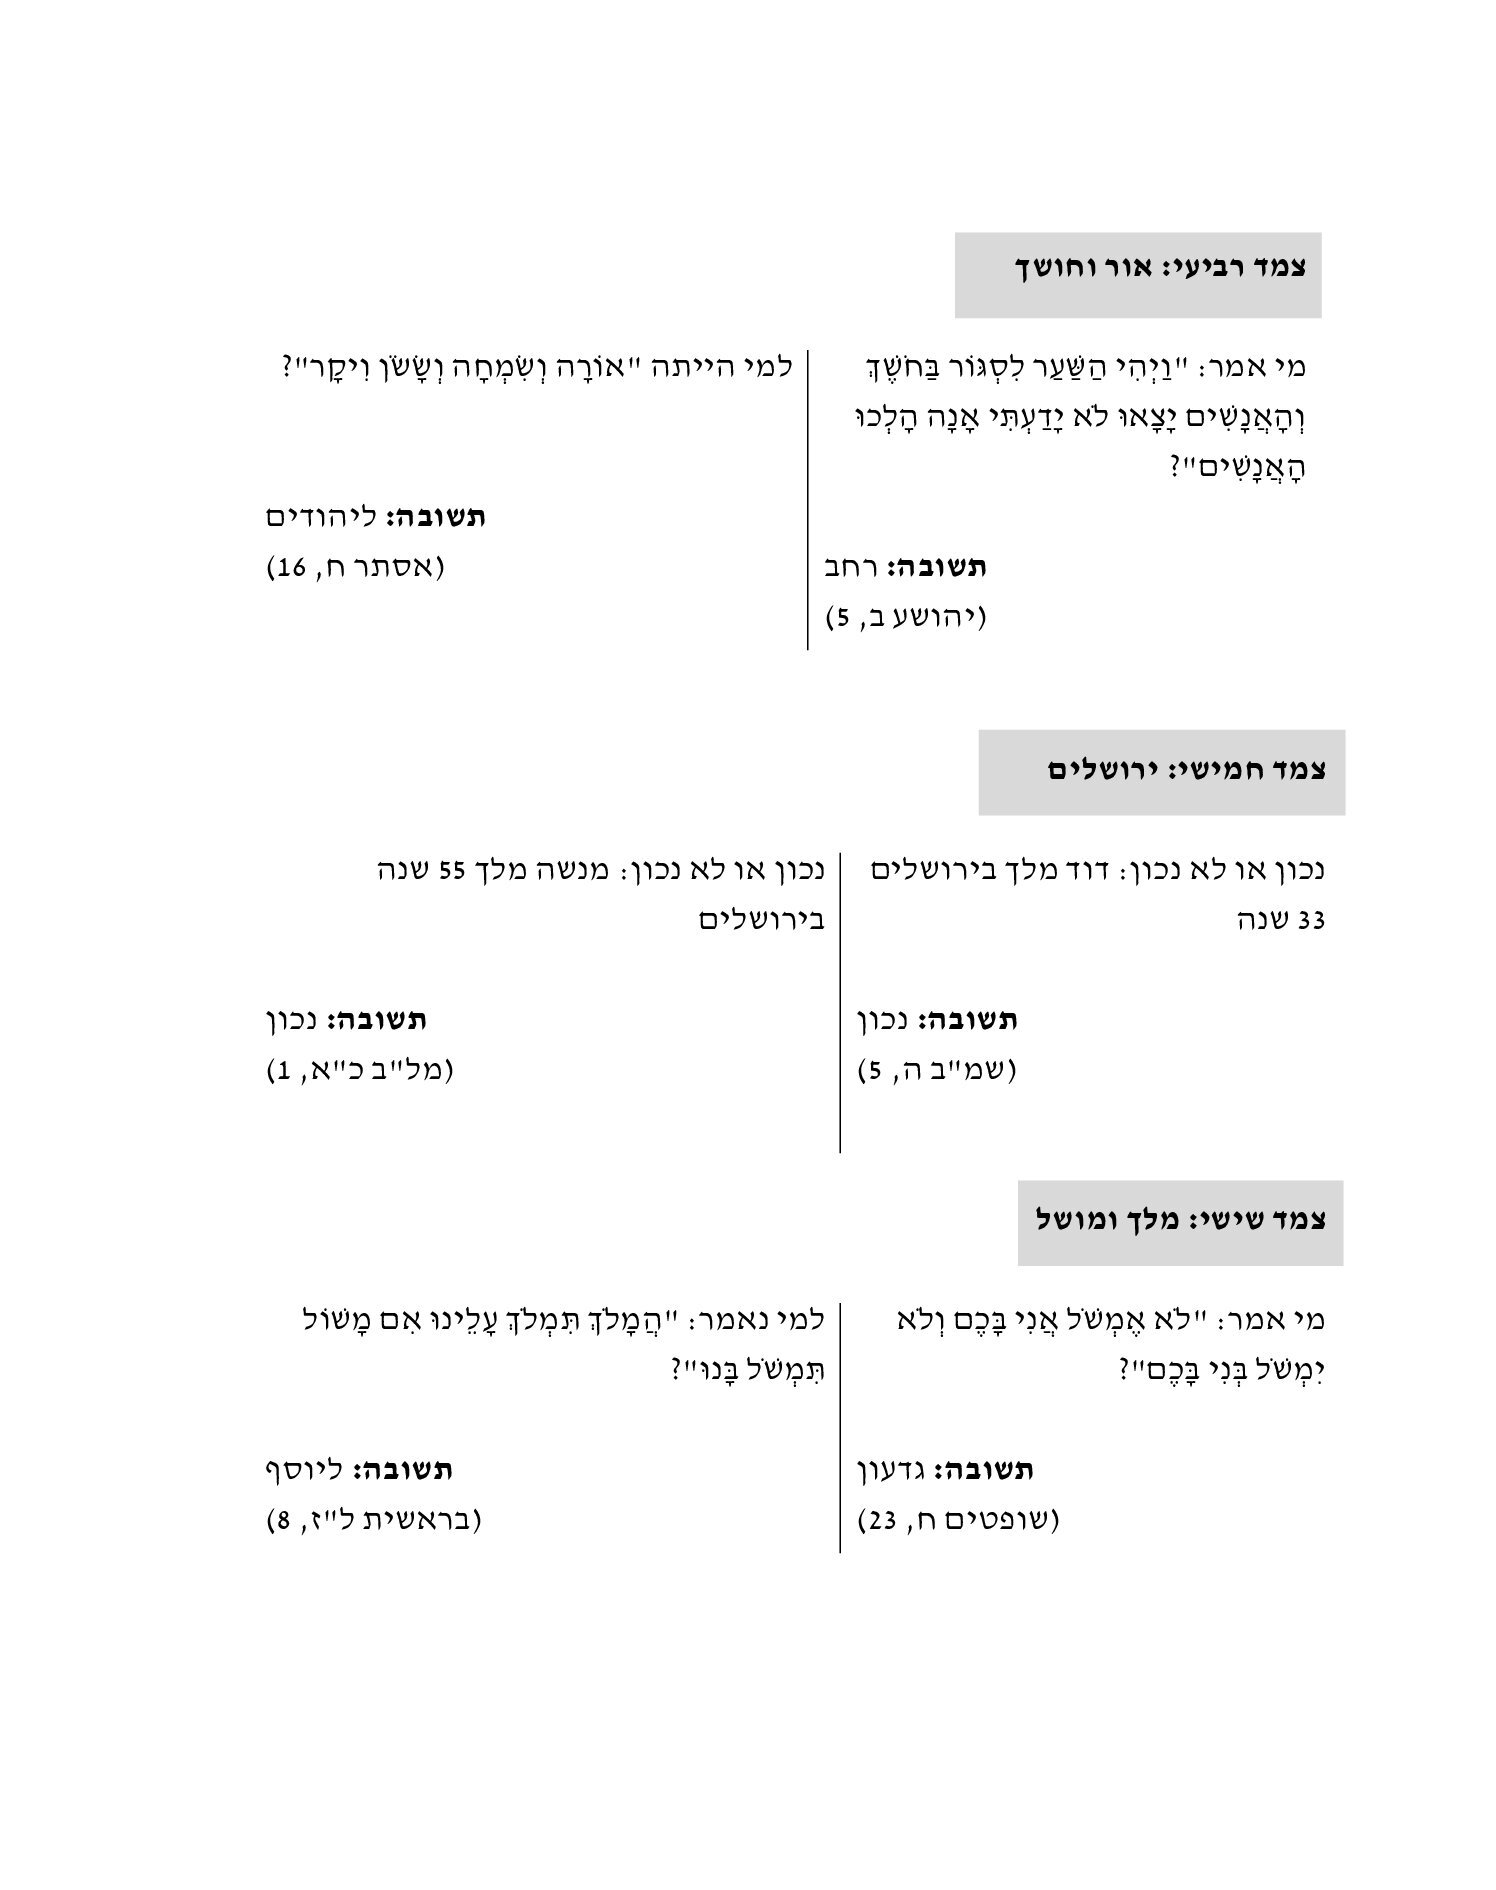 צמד רביעי: אור וחושך
מי אמר: "וַיְהִי הַשַּׁעַר לִסְגּוֹר בַּחֹשֶׁךְ
וְהָאֲנָשִׁים יָצָאוּ לֹא יָדַעְתִּי אָנָה הָלְכוּ
הָאֲנָשִׁים"?
תשובה: רחב
(יהושע ב, 5)
למי הייתה "אוֹרָה וְשִׂמְחָה וְשָׂשֹׂן וִיקָר"?
תשובה: ליהודים
(אסתר ח, 16)
צמד חמישי: ירושלים
נכון או לא נכון: דוד מלך בירושלים
33 שנה
תשובה: נכון
(שמ"ב ה, 5)
נכון או לא נכון: מנשה מלך 55 שנה
בירושלים
תשובה: נכון
(מל"ב כ"א, 1)
צמד שישי: מלך ומושל
מי אמר: "לֹא אֶמְשֹׁל אֲנִי בָּכֶם וְלֹא
יִמְשֹׁל בְּנִי בָּכֶם"?
תשובה: גדעון
(שופטים ח, 23)
למי נאמר: "הֲמָלֹךְ תִּמְלֹךְ עָלֵינוּ אִם מָשׁוֹל
תִּמְשֹׁל בָּנוּ"?
תשובה: ליוסף
(בראשית ל"ז, 8)